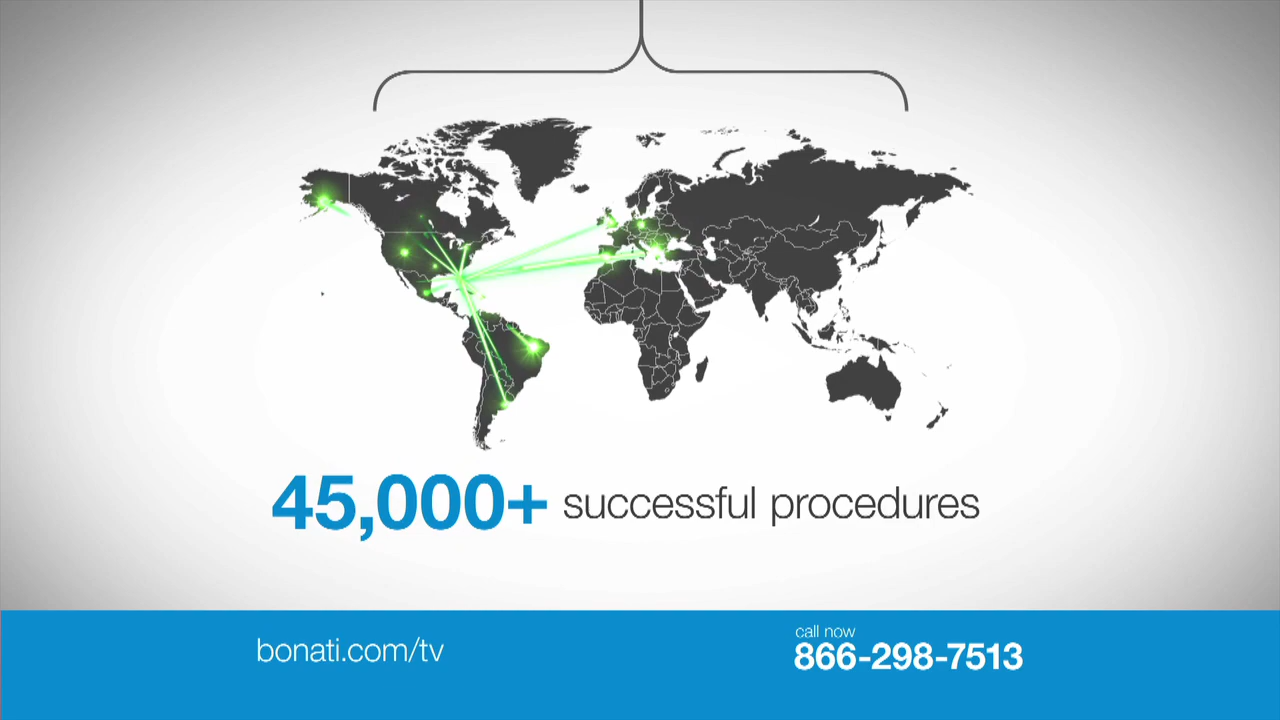 45,000+ successful procedures
bonati.com/tv
call now
866-298-7513